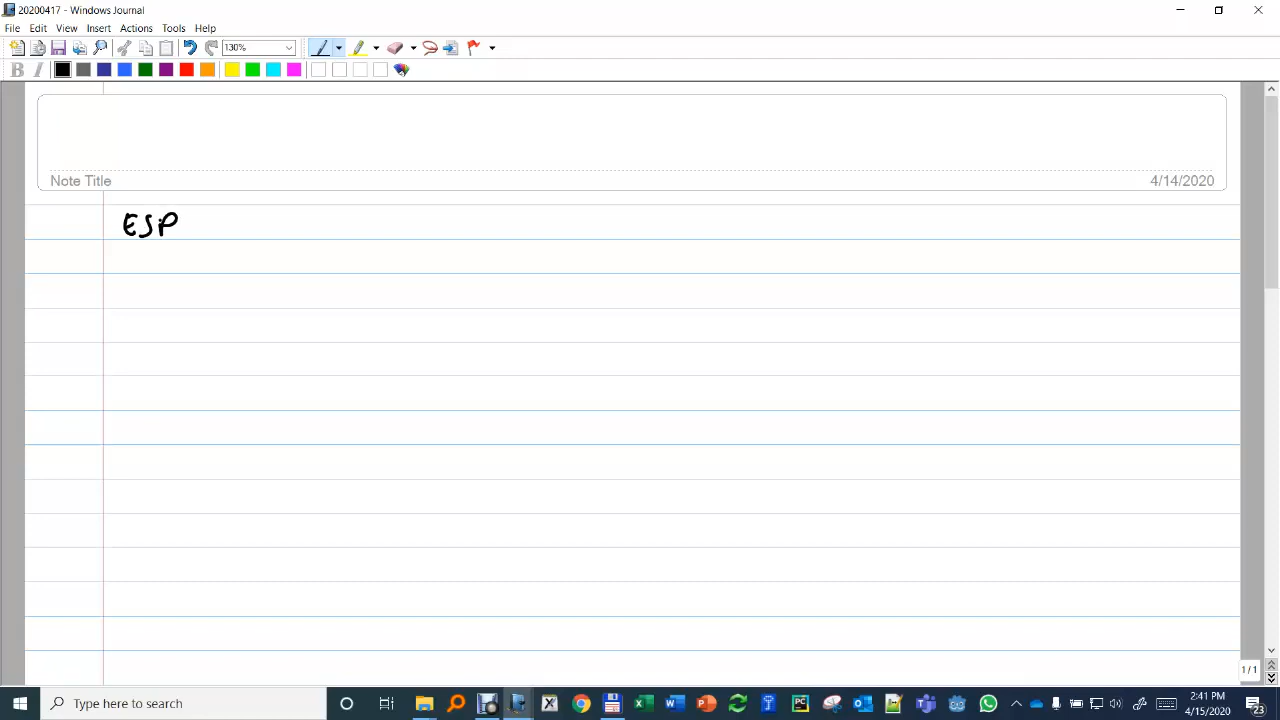 20200417 - Windows Journal
File Edit View Insert Actions Tools Help
130%
B I
Note Title 4/14/2020
ESP
1 / 1
Type here to search
2:41 PM
4/15/2020
23